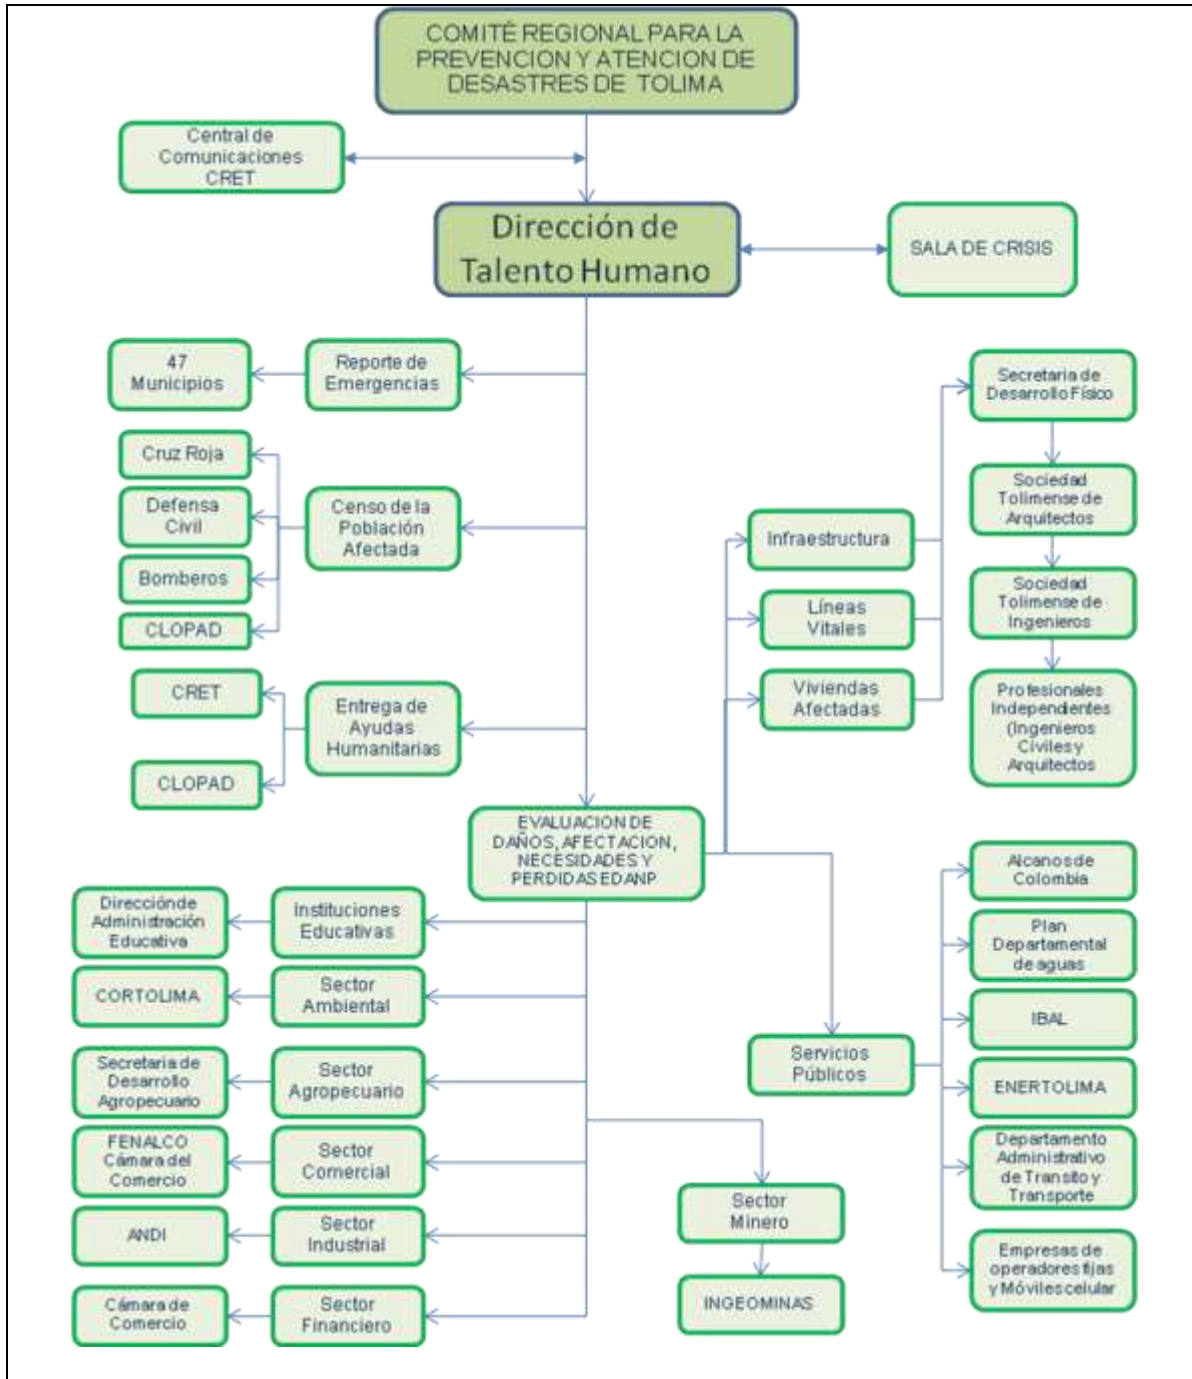 COMITÉ REGIONAL PARA LA
PREVENCION Y ATENCION DE
DESASTRES DE TOLIMA
Central de
Comunicaciones
CRET
Dirección de
Talento Humano
SALA DE CRISIS
47
Municipios
Reporte de
Emergencias
Cruz Roja
Defensa
Civil
Bomberos
CLOPAD
Censo de la
Población
Afectada
CRET
CLOPAD
Entrega de
Ayudas
Humanitarias
Infraestructura
Líneas
Vitales
Viviendas
Afectadas
Secretaria de
Desarrollo Físico
Sociedad
Tolimense de
Arquitectos
Sociedad
Tolimense de
Ingenieros
Profesionales
Independientes
(Ingenieros
Civiles y
Arquitectos
EVALUACION DE
DAÑOS, AFECTACION,
NECESIDADES Y
PERDIDAS EDANP
Dirección de
Administración
Educativa
Instituciones
Educativas
CORTOLIMA
Sector
Ambiental
Secretaria de
Desarrollo
Agropecuario
Sector
Agropecuario
FENALCO
Cámara del
Comercio
Sector
Comercial
ANDI
Sector
Industrial
Cámara de
Comercio
Sector
Financiero
Sector
Minero
INGEOMINAS
Servicios
Públicos
Alcanos de
Colombia
Plan
Departamental
de aguas
IBAL
ENERTOLIMA
Departamento
Administrativo
de Transito y
Transporte
Empresas de
operadores fijas
y Móviles celular